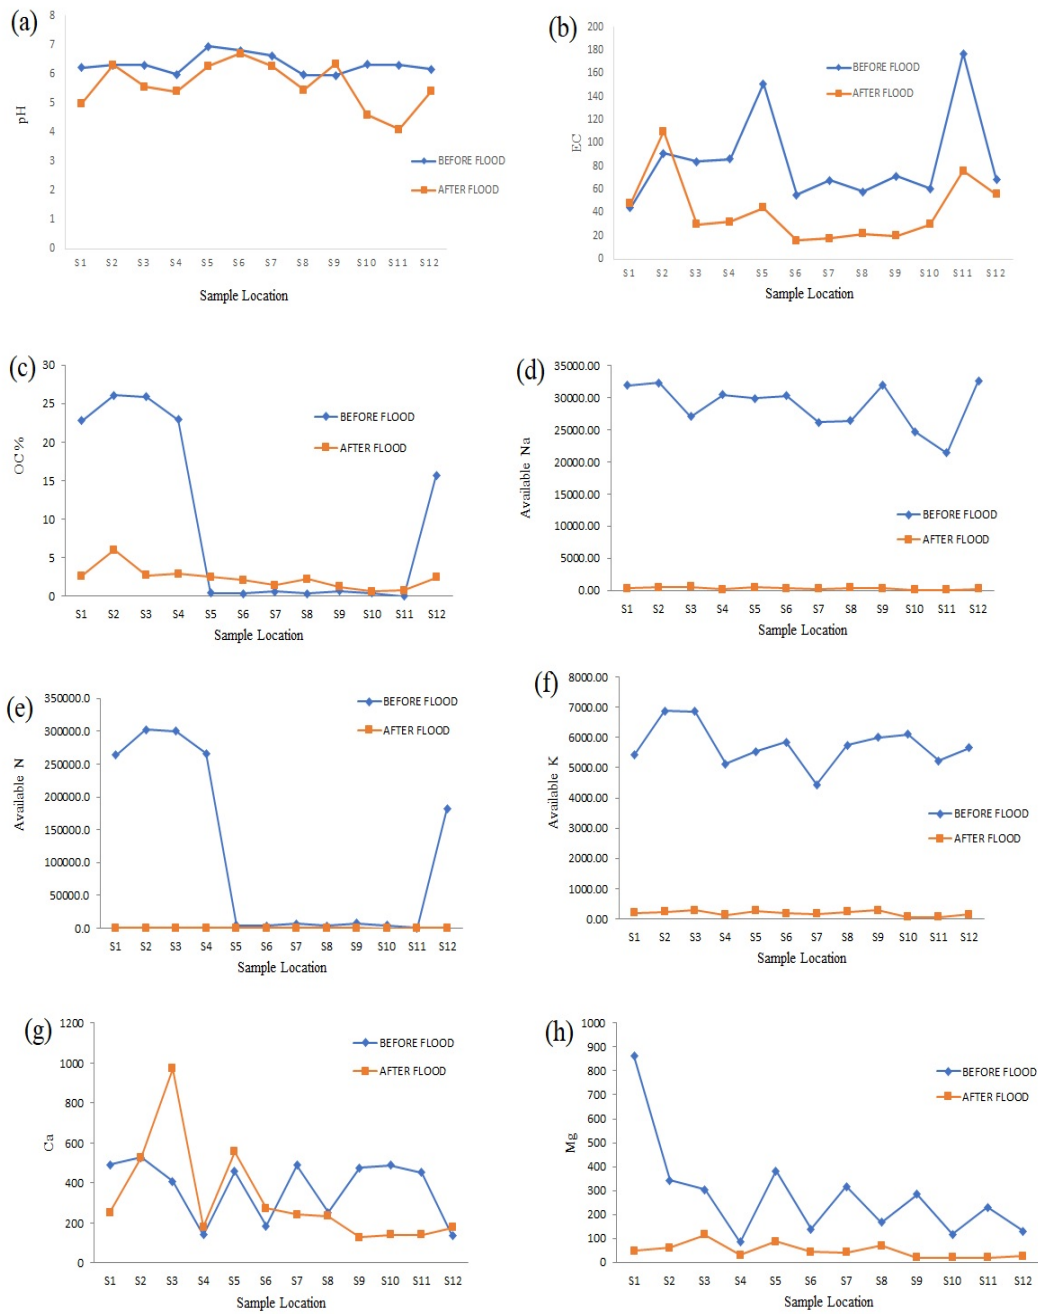 (a)
8
7
6
5
4
3
2
1
0
pH
BEFORE FLOOD
AFTER FLOOD
S1 S2 S3 S4 S5 S6 S7 S8 S9 S10 S11 S12
Sample Location
(b)
200
180
160
140
120
100
80
60
40
20
0
EC
BEFORE FLOOD
AFTER FLOOD
S1 S2 S3 S4 S5 S6 S7 S8 S9 S10 S11 S12
Sample Location
(c)
30
25
20
15
10
5
0
OC%
BEFORE FLOOD
AFTER FLOOD
S1 S2 S3 S4 S5 S6 S7 S8 S9 S10 S11 S12
Sample Location
(d)
35000.00
30000.00
25000.00
20000.00
15000.00
10000.00
5000.00
0.00
Available Na
BEFORE FLOOD
AFTER FLOOD
S1 S2 S3 S4 S5 S6 S7 S8 S9 S10 S11 S12
Sample Location
(e)
350000.0
300000.0
250000.0
200000.0
150000.0
100000.0
50000.0
0.0
Available N
BEFORE FLOOD
AFTER FLOOD
S1 S2 S3 S4 S5 S6 S7 S8 S9 S10 S11 S12
Sample Location
(f)
8000.00
7000.00
6000.00
5000.00
4000.00
3000.00
2000.00
1000.00
0.00
Available K
BEFORE FLOOD
AFTER FLOOD
S1 S2 S3 S4 S5 S6 S7 S8 S9 S10 S11 S12
Sample Location
(g)
1200
1000
800
600
400
200
0
Ca
BEFORE FLOOD
AFTER FLOOD
S1 S2 S3 S4 S5 S6 S7 S8 S9 S10 S11 S12
Sample Location
(h)
1000
900
800
700
600
500
400
300
200
100
0
Mg
BEFORE FLOOD
AFTER FLOOD
S1 S2 S3 S4 S5 S6 S7 S8 S9 S10 S11 S12
Sample Location